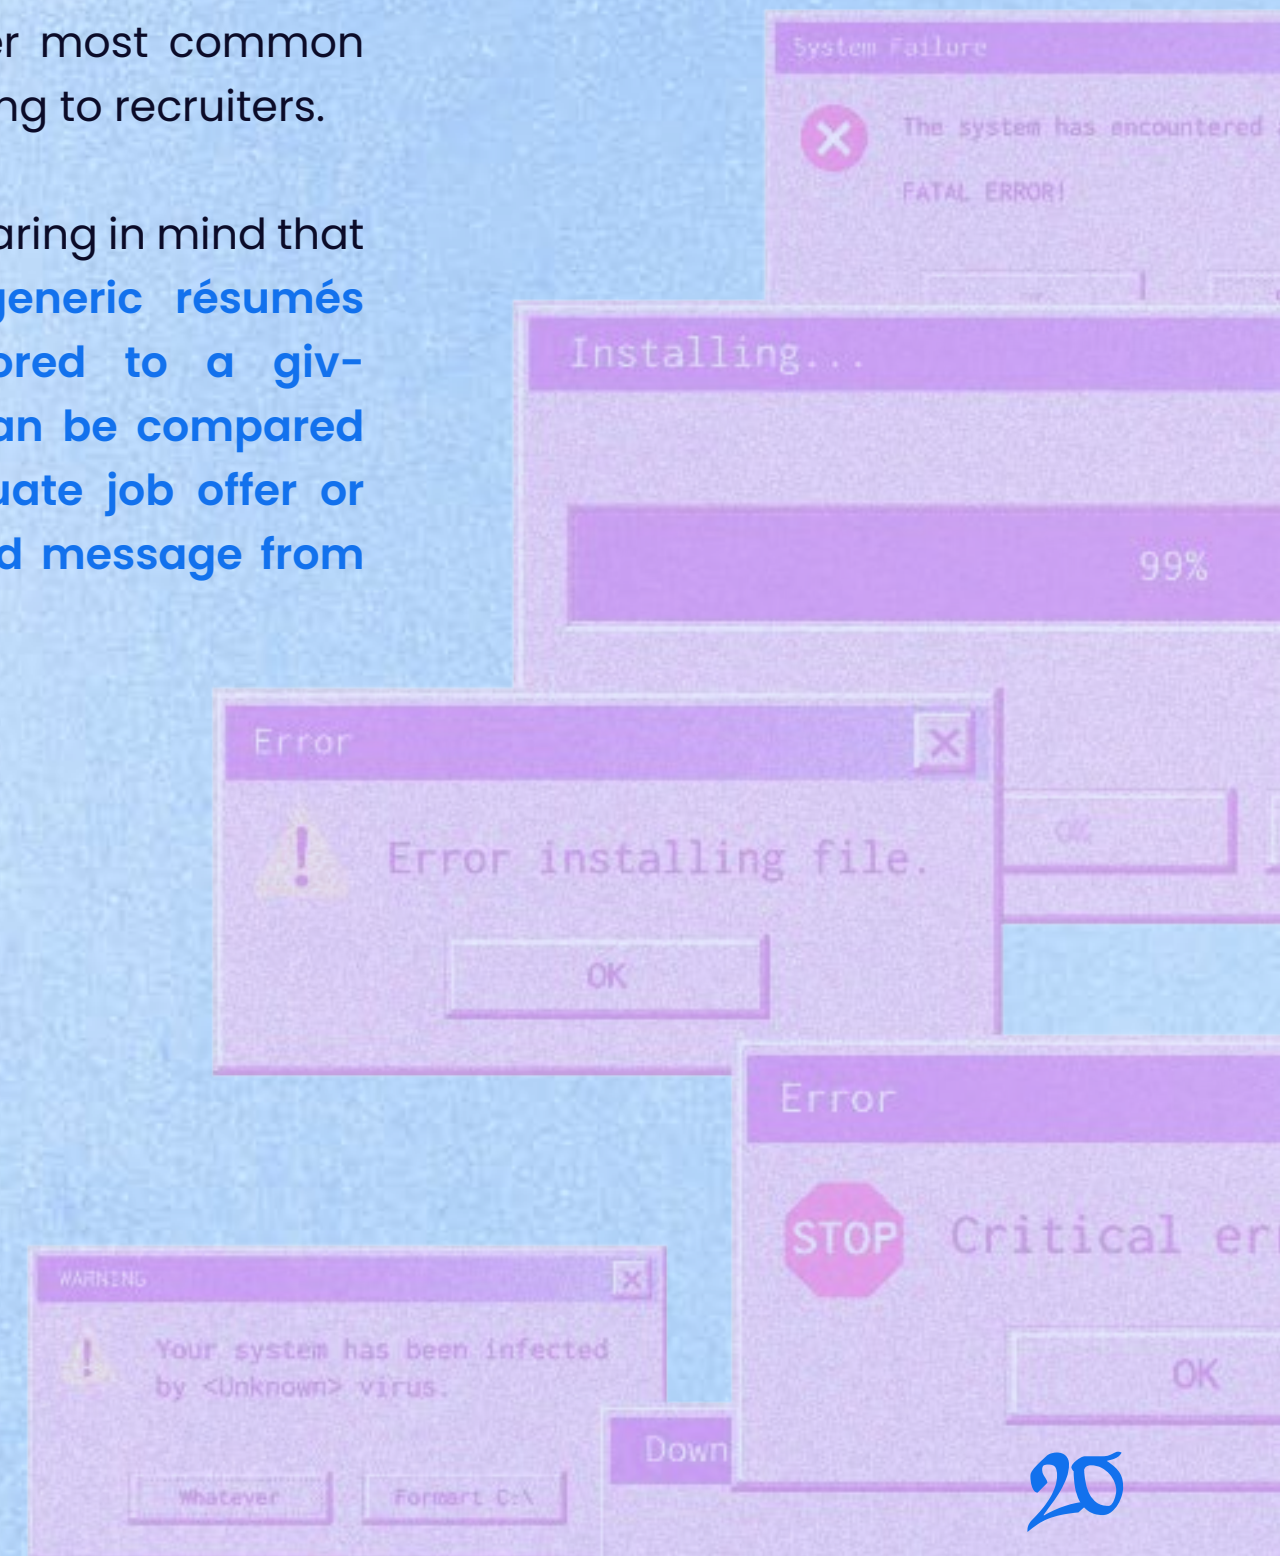 er most common
ng to recruiters.
aring in mind that
generic résumés
ored to a giv-
an be compared
uate job offer or
d message from
System Failure
The system has encountered
FATAL ERROR!
Installing...
99%
OK
Error
Error installing file.
OK
Error
STOP
Critical err
OK
WARNING
Your system has been infected
by <Unknown> virus.
Whatever
Formart C:\
Down
20